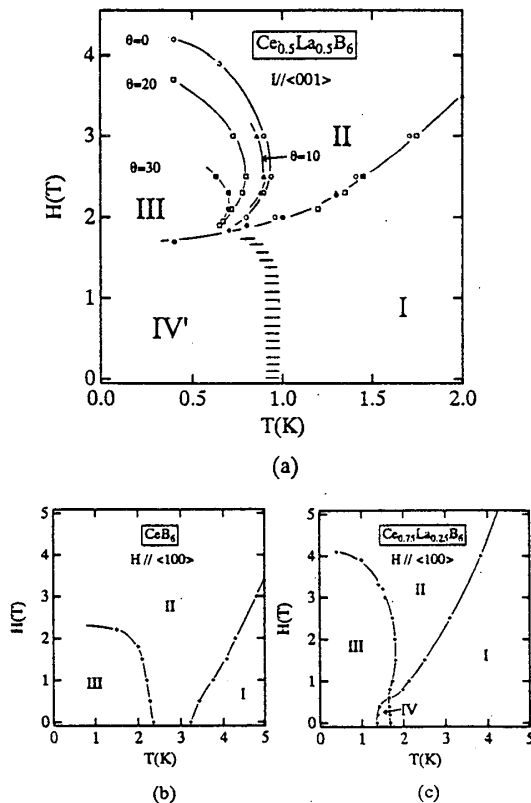 4
3
2
1
0
H(T)
θ=0
θ=20
θ=30
θ=10
Ce0.5La0.5B6
I//<001>
II
III
IV'
I
0.0 0.5 1.0 1.5 2.0
T(K)
(a)
5
4
3
2
1
0
H(T)
CeB6
H // <100>
II
III
I
0 1 2 3 4 5
T(K)
(b)
5
4
3
2
1
0
H(T)
Ce0.75La0.25B6
H // <100>
II
III
I
IV
0 1 2 3 4 5
T(K)
(c)